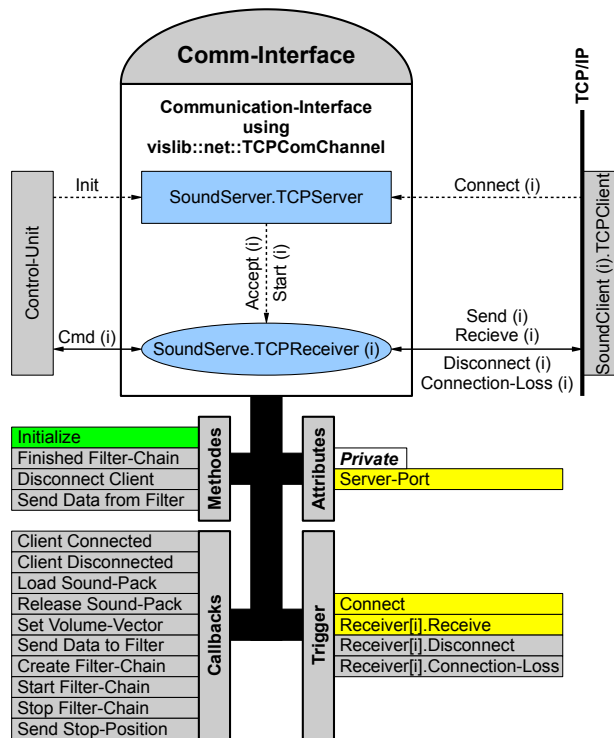 Comm-Interface
Communication-Interface
using
vislib::net::TCPComChannel
TCP/IP
Control-Unit
Init
SoundServer.TCPServer
Connect (i)
SoundClient (i).TCPClient
Accept (i)
Start (i)
Cmd (i)
SoundServe.TCPReceiver (i)
Send (i)
Recieve (i)
Disconnect (i)
Connection-Loss (i)
Initialize
Finished Filter-Chain
Disconnect Client
Send Data from Filter
Methodes
Attributes
Private
Server-Port
Client Connected
Client Disconnected
Load Sound-Pack
Release Sound-Pack
Set Volume-Vector
Send Data to Filter
Create Filter-Chain
Start Filter-Chain
Stop Filter-Chain
Send Stop-Position
Callbacks
Trigger
Connect
Receiver[i].Receive
Receiver[i].Disconnect
Receiver[i].Connection-Loss